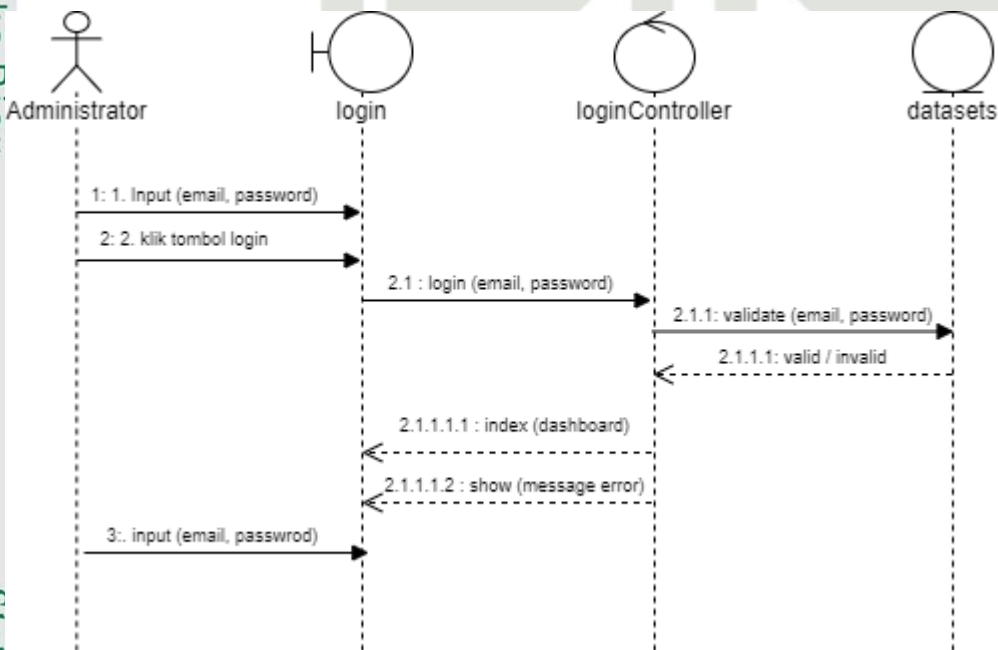 Administrator
login
loginController
datasets
1: 1. Input (email, password)
2: 2. klik tombol login
2.1 : login (email, password)
2.1.1: validate (email, password)
2.1.1.1: valid / invalid
2.1.1.1.1 : index (dashboard)
2.1.1.1.2 : show (message error)
3:. input (email, passwrod)